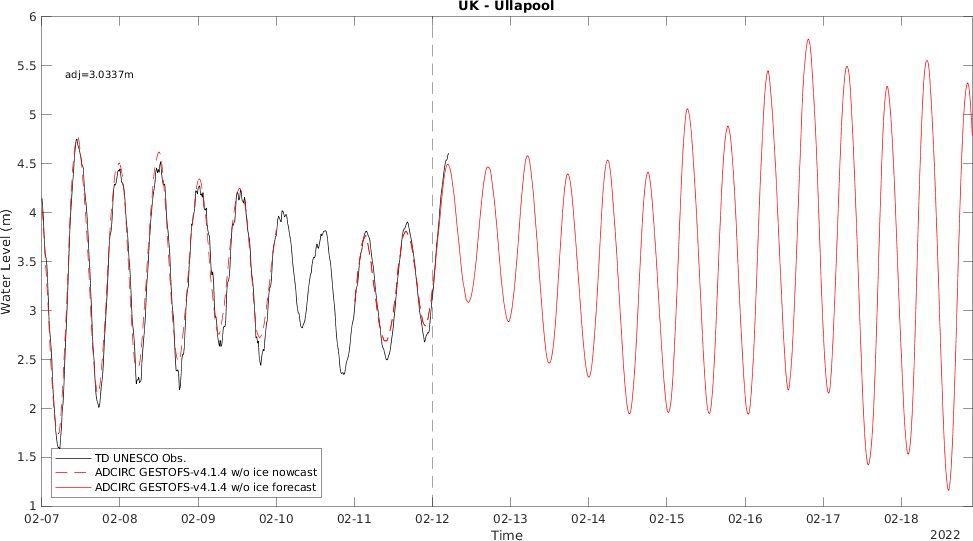 UK - Ullapool
6
5.5
adj=3.0337m
5
4.5
4
3.5
3
2.5
2
1.5
1
Water Level (m)
TD UNESCO Obs.
ADCIRC GESTOFS-v4.1.4 w/o ice nowcast
ADCIRC GESTOFS-v4.1.4 w/o ice forecast
02-07 02-08 02-09 02-10 02-11 02-12 02-13 02-14 02-15 02-16 02-17 02-18
Time
2022